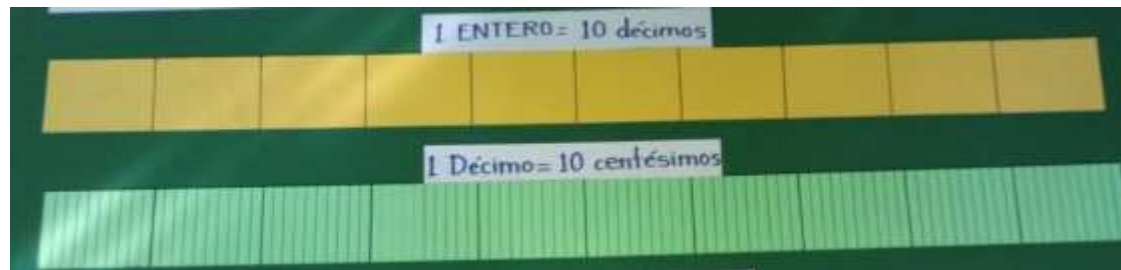 1 ENTERO = 10 décimos
1 Décimo = 10 centésimos